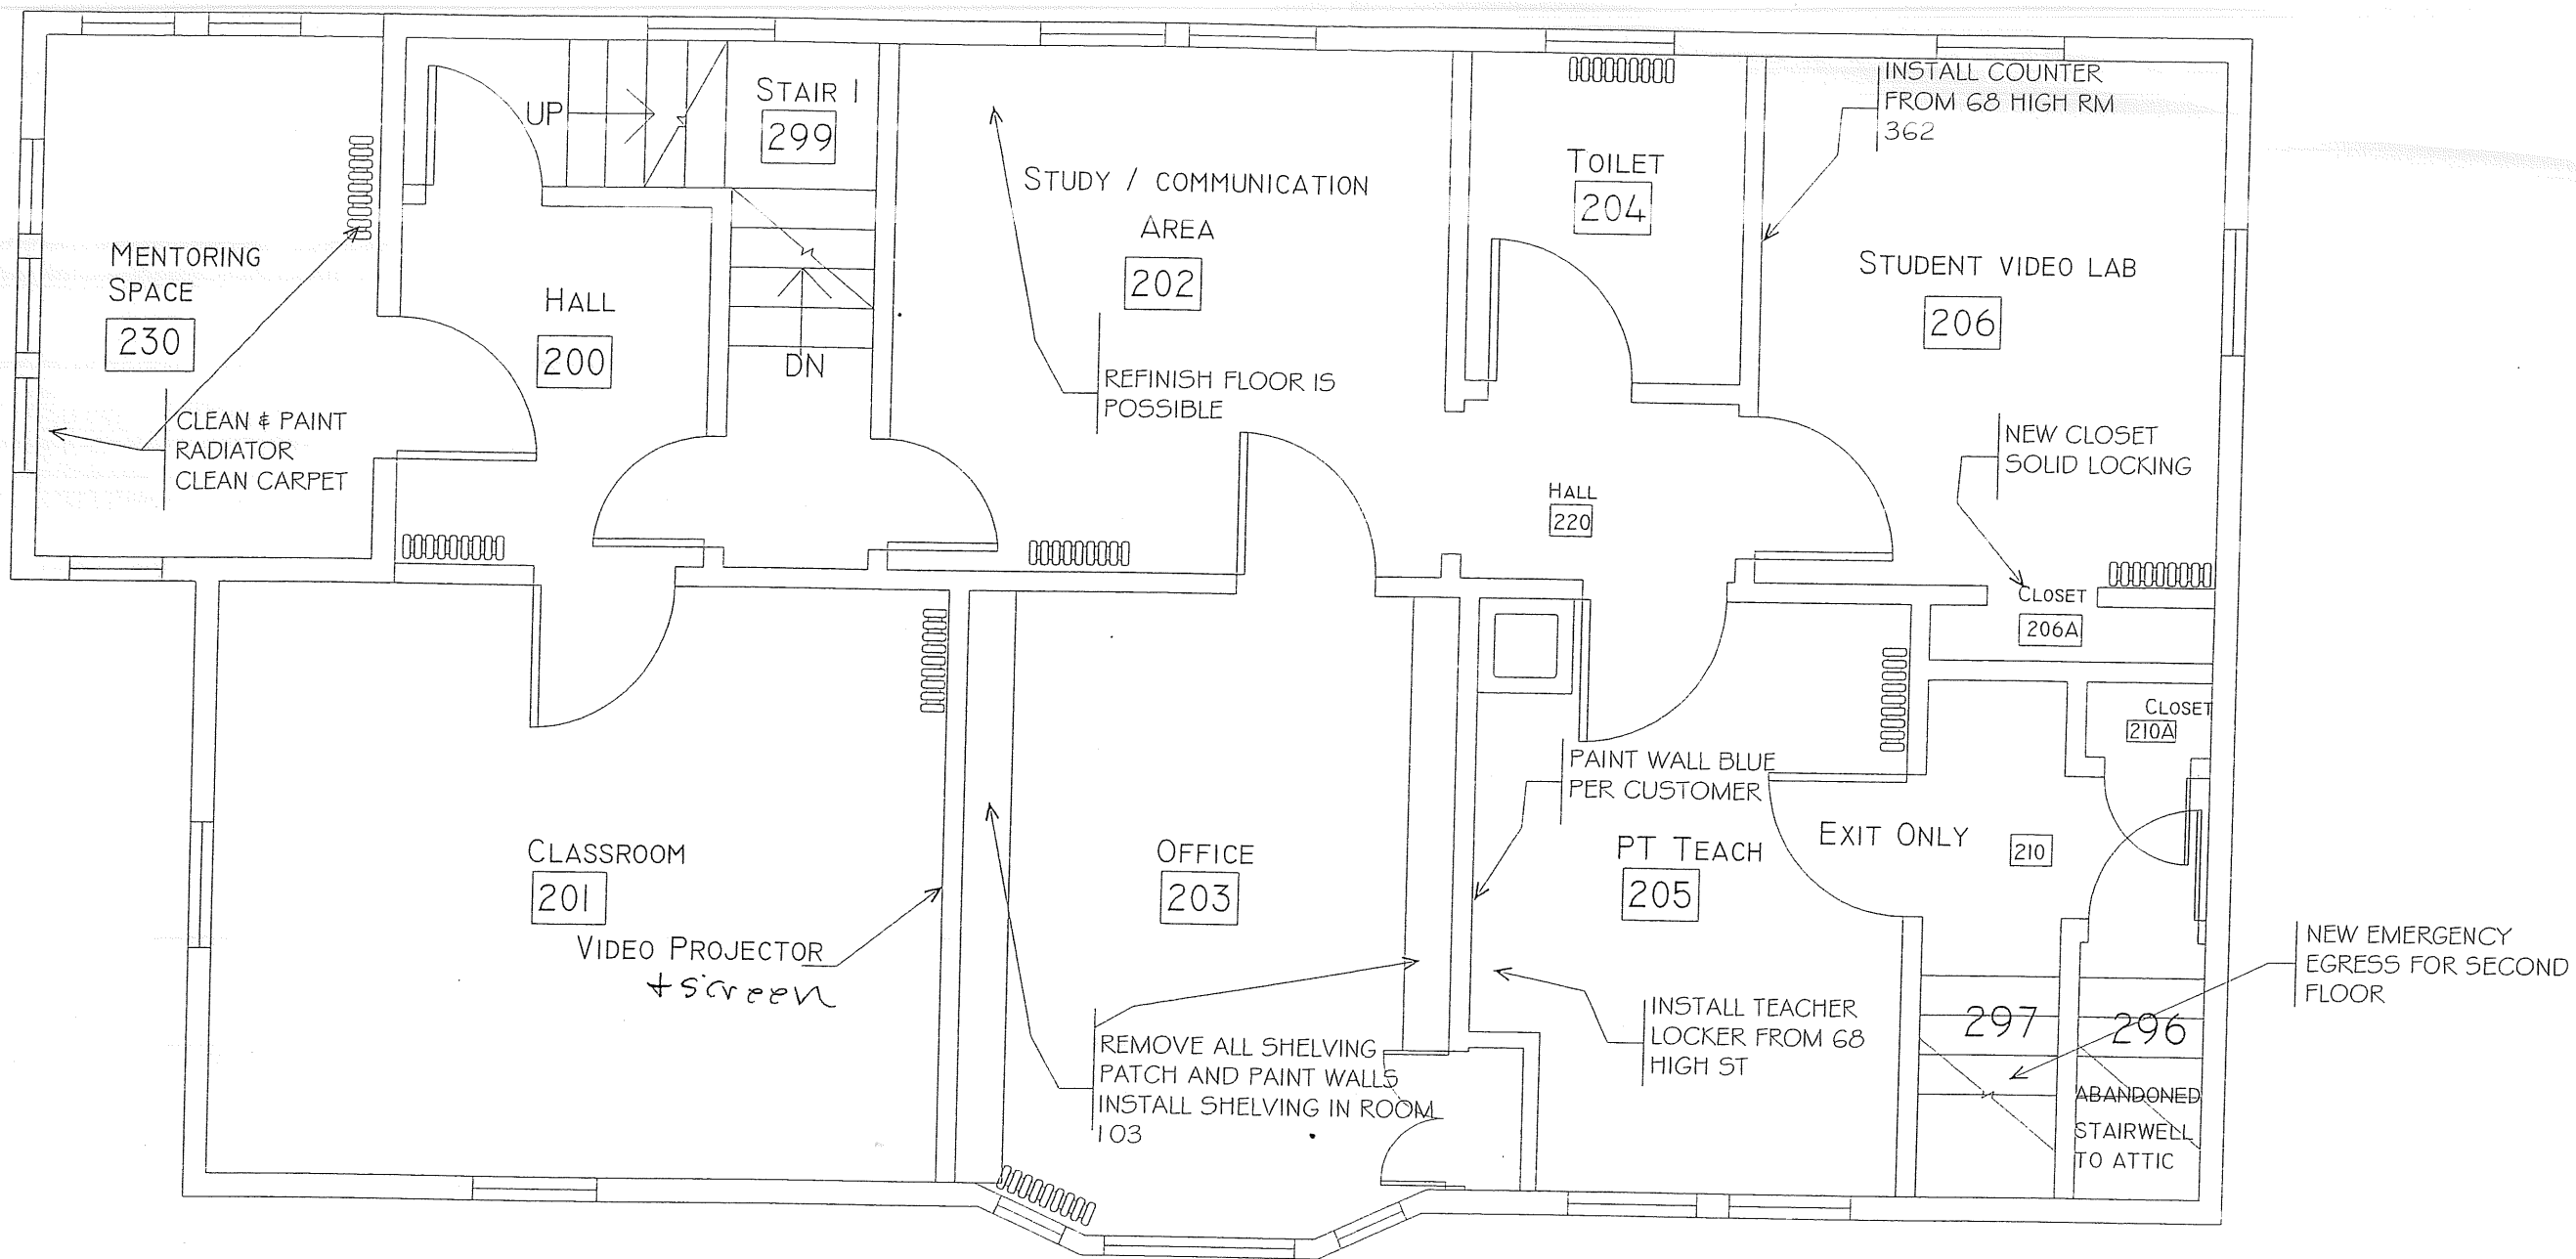 STAIR 1
299
UP
DN
MENTORING
SPACE
230
HALL
200
CLEAN & PAINT
RADIATOR
CLEAN CARPET
STUDY / COMMUNICATION
AREA
202
REFINISH FLOOR IS
POSSIBLE
TOILET
204
INSTALL COUNTER
FROM 68 HIGH RM
362
STUDENT VIDEO LAB
206
NEW CLOSET
SOLID LOCKING
HALL
220
CLOSET
206A
CLOSET
210A
CLASSROOM
201
VIDEO PROJECTOR
+ screen
OFFICE
203
REMOVE ALL SHELVING
PATCH AND PAINT WALLS
INSTALL SHELVING IN ROOM
103
PAINT WALL BLUE
PER CUSTOMER
PT TEACH
205
INSTALL TEACHER
LOCKER FROM 68
HIGH ST
EXIT ONLY
210
297
296
NEW EMERGENCY
EGRESS FOR SECOND
FLOOR
ABANDONED
STAIRWELL
TO ATTIC